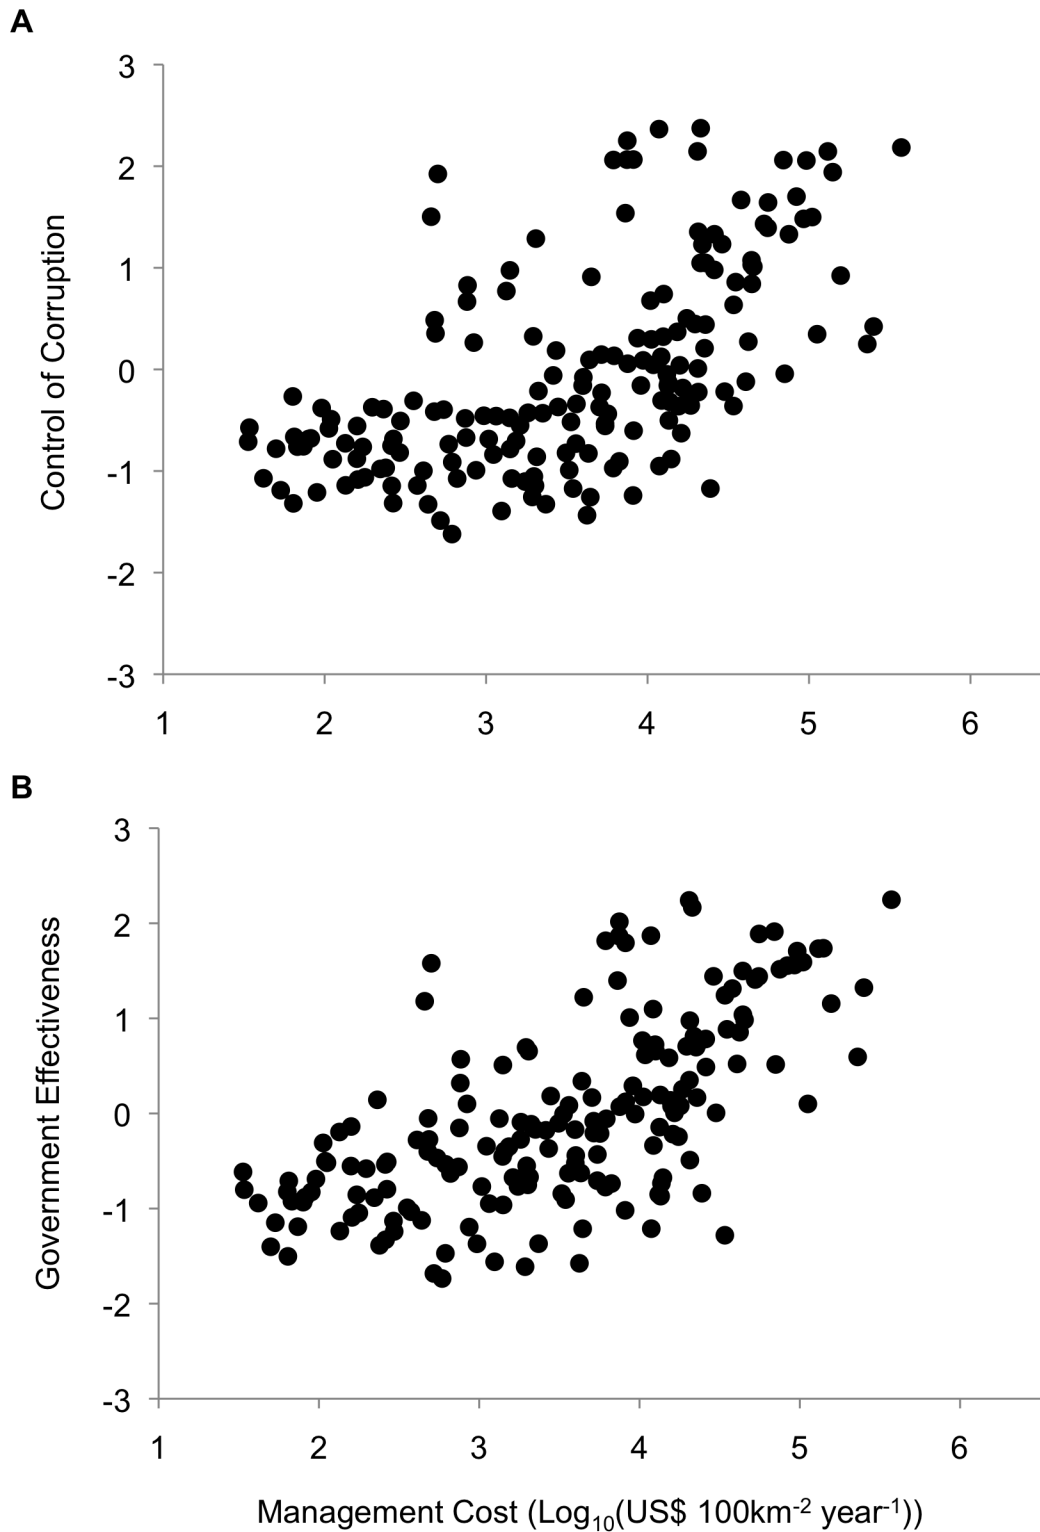 A
3
2
1
0
-1
-2
-3
Control of Corruption
1 2 3 4 5 6
B
3
2
1
0
-1
-2
-3
Government Effectiveness
1 2 3 4 5 6
Management Cost (Log₁₀(US$ 100km⁻² year⁻¹))